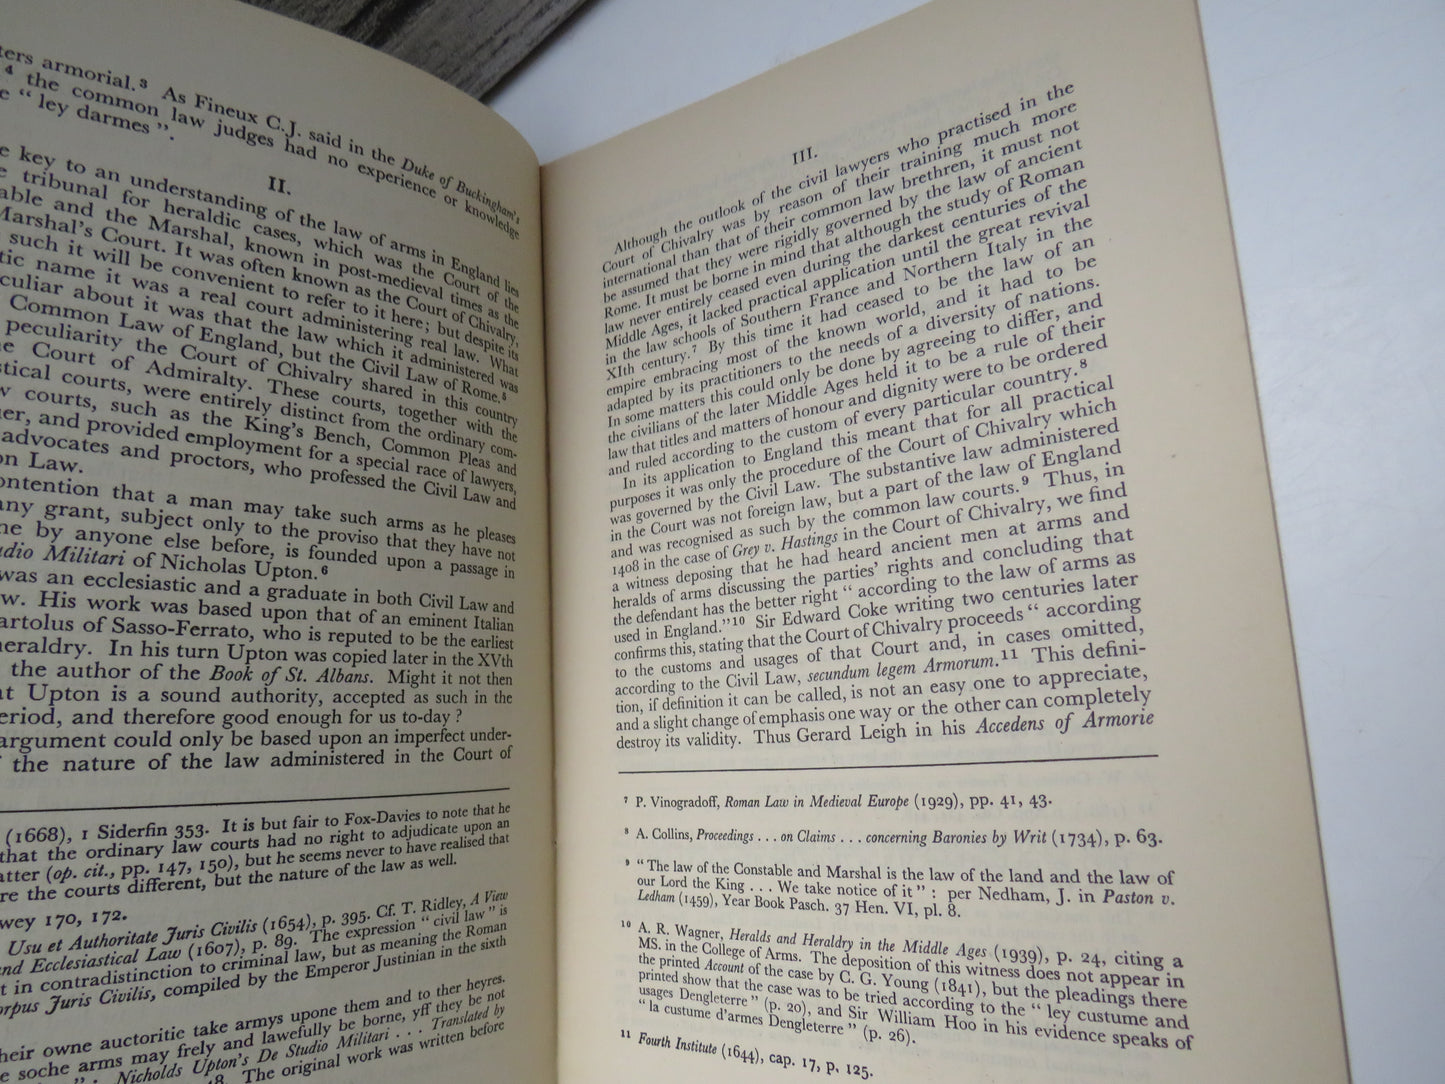 ters armorial.³ As Fineux C.J. said in the Duke of Buckingham's
⁴ the common law judges had no experience or knowledge
e “ ley darmes ”.
II.
e key to an understanding of the law of arms in England lies
e tribunal for heraldic cases, which was the Court of the
able and the Marshal, known in post-medieval times as the
Marshal's Court. It was often known as the Court of Chivalry,
such it will be convenient to refer to it here; but despite its
tic name it was a real court administering real law. What
culiar about it was that the law which it administered was
Common Law of England, but the Civil Law of Rome.⁵
peculiarity the Court of Chivalry shared in this country
e Court of Admiralty. These courts, together with the
stical courts, were entirely distinct from the ordinary com-
w courts, such as the King's Bench, Common Pleas and
uer, and provided employment for a special race of lawyers,
advocates and proctors, who professed the Civil Law and
on Law.
ontention that a man may take such arms as he pleases
any grant, subject only to the proviso that they have not
ne by anyone else before, is founded upon a passage in
udio Militari of Nicholas Upton.⁶
was an ecclesiastic and a graduate in both Civil Law and
w. His work was based upon that of an eminent Italian
artolus of Sasso-Ferrato, who is reputed to be the earliest
heraldry. In his turn Upton was copied later in the XVth
the author of the Book of St. Albans. Might it not then
at Upton is a sound authority, accepted as such in the
eriod, and therefore good enough for us to-day ?
argument could only be based upon an imperfect under-
f the nature of the law administered in the Court of
(1668), 1 Siderfin 353. It is but fair to Fox-Davies to note that he
that the ordinary law courts had no right to adjudicate upon an
atter (op. cit., pp. 147, 150), but he seems never to have realised that
re the courts different, but the nature of the law as well.
wey 170, 172.
Usu et Authoritate Juris Civilis (1654), p. 395. Cf. T. Ridley, A View
nd Ecclesiastical Law (1607), p. 89. The expression “ civil law ” is
t in contradistinction to criminal law, but as meaning the Roman
orpus Juris Civilis, compiled by the Emperor Justinian in the sixth
heir owne auctoritie take armys upone them and to ther heyres.
e soche arms may frely and lawefully be borne, yff they be not
” : Nicholds Upton's De Studio Militari . . . Translated by
48. The original work was written before
III.
Although the outlook of the civil lawyers who practised in the
Court of Chivalry was by reason of their training much more
international than that of their common law brethren, it must not
be assumed that they were rigidly governed by the law of ancient
Rome. It must be borne in mind that although the study of Roman
law never entirely ceased even during the darkest centuries of the
Middle Ages, it lacked practical application until the great revival
in the law schools of Southern France and Northern Italy in the
XIth century.⁷ By this time it had ceased to be the law of an
empire embracing most of the known world, and it had to be
adapted by its practitioners to the needs of a diversity of nations.
In some matters this could only be done by agreeing to differ, and
the civilians of the later Middle Ages held it to be a rule of their
law that titles and matters of honour and dignity were to be ordered
and ruled according to the custom of every particular country.⁸
In its application to England this meant that for all practical
purposes it was only the procedure of the Court of Chivalry which
was governed by the Civil Law. The substantive law administered
in the Court was not foreign law, but a part of the law of England
and was recognised as such by the common law courts.⁹ Thus, in
1408 in the case of Grey v. Hastings in the Court of Chivalry, we find
a witness deposing that he had heard ancient men at arms and
heralds of arms discussing the parties' rights and concluding that
the defendant has the better right “ according to the law of arms as
used in England.”¹⁰ Sir Edward Coke writing two centuries later
confirms this, stating that the Court of Chivalry proceeds “ according
to the customs and usages of that Court and, in cases omitted,
according to the Civil Law, secundum legem Armorum.¹¹ This defini-
tion, if definition it can be called, is not an easy one to appreciate,
and a slight change of emphasis one way or the other can completely
destroy its validity. Thus Gerard Leigh in his Accedens of Armorie
⁷ P. Vinogradoff, Roman Law in Medieval Europe (1929), pp. 41, 43.
⁸ A. Collins, Proceedings . . . on Claims . . . concerning Baronies by Writ (1734), p. 63.
⁹ “ The law of the Constable and Marshal is the law of the land and the law of
our Lord the King . . . We take notice of it ” : per Nedham, J. in Paston v.
Ledham (1459), Year Book Pasch. 37 Hen. VI, pl. 8.
¹⁰ A. R. Wagner, Heralds and Heraldry in the Middle Ages (1939), p. 24, citing a
MS. in the College of Arms. The deposition of this witness does not appear in
the printed Account of the case by C. G. Young (1841), but the pleadings there
printed show that the case was to be tried according to the “ ley custume and
usages Dengleterre ” (p. 20), and Sir William Hoo in his evidence speaks of
“ la custume d'armes Dengleterre ” (p. 26).
¹¹ Fourth Institute (1644), cap. 17, p. 125.